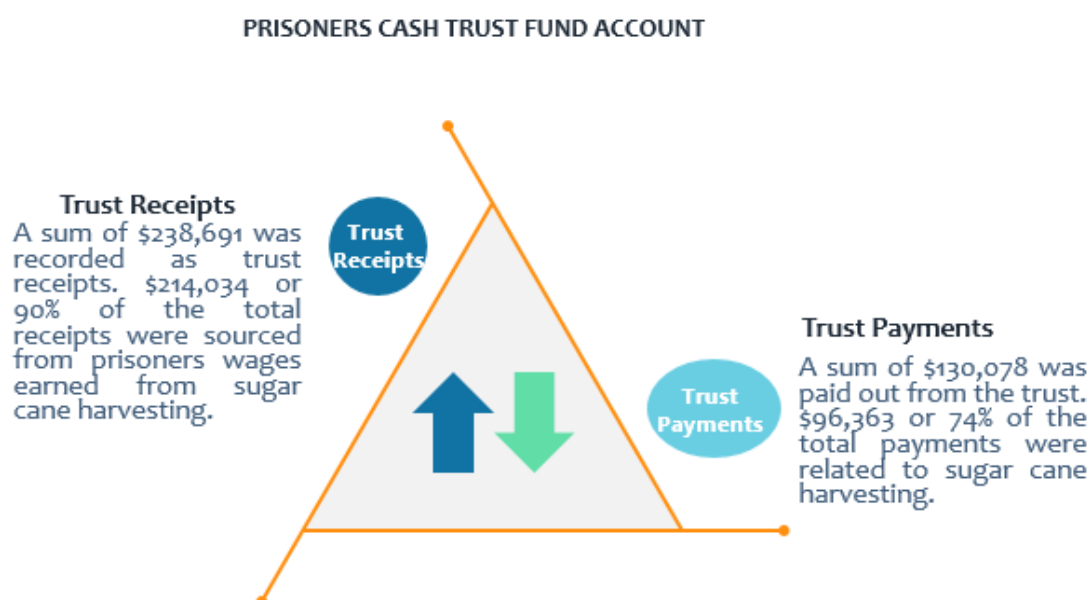 PRISONERS CASH TRUST FUND ACCOUNT
Trust Receipts
A sum of $238,691 was
recorded as trust
receipts. $214,034 or
90% of the total
receipts were sourced
from prisoners wages
earned from sugar
cane harvesting.
Trust
Receipts
Trust Payments
A sum of $130,078 was
paid out from the trust.
$96,363 or 74% of the
total payments were
related to sugar cane
harvesting.
Trust
Payments